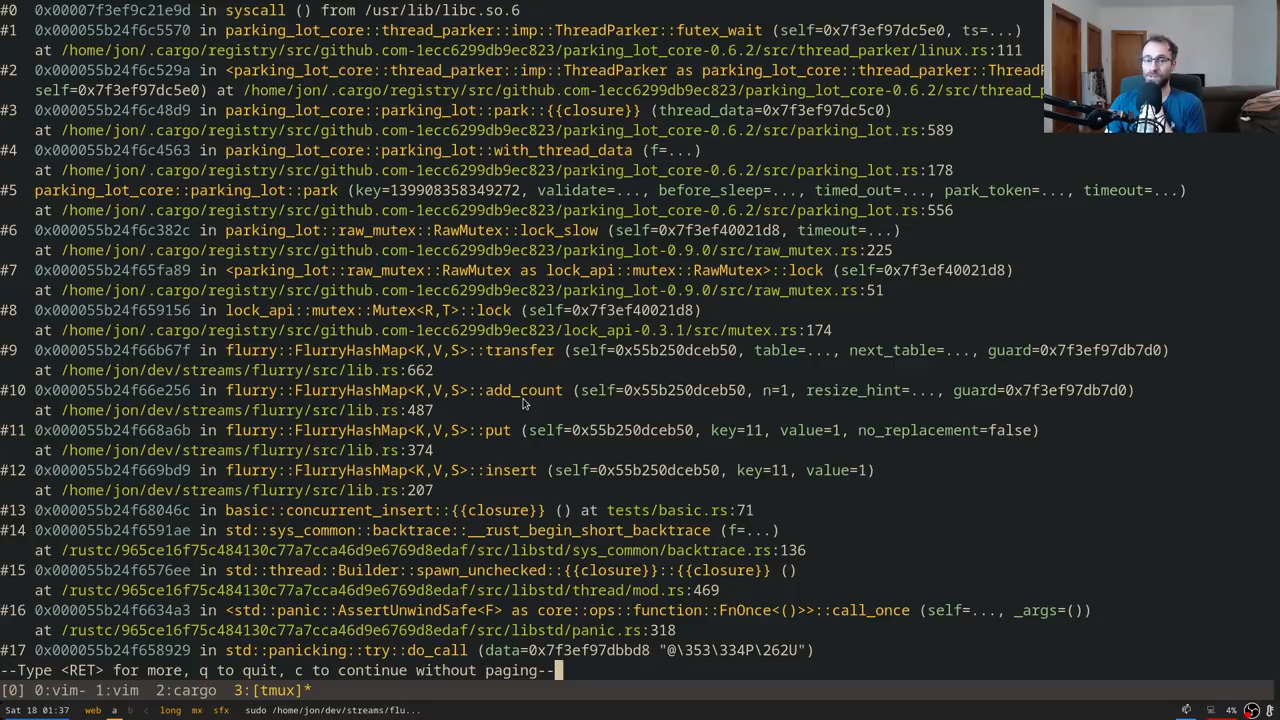 #0  0x00007f3ef9c21e9d in syscall () from /usr/lib/libc.so.6
#1  0x000055b24f6c5570 in parking_lot_core::thread_parker::imp::ThreadParker::futex_wait (self=0x7f3ef97dc5e0, ts=...)
at /home/jon/.cargo/registry/src/github.com-1ecc6299db9ec823/parking_lot_core-0.6.2/src/thread_parker/linux.rs:111
#2  0x000055b24f6c529a in <parking_lot_core::thread_parker::imp::ThreadParker as parking_lot_core::thread_parker::ThreadP
self=0x7f3ef97dc5e0) at /home/jon/.cargo/registry/src/github.com-1ecc6299db9ec823/parking_lot_core-0.6.2/src/thread_p
#3  0x000055b24f6c48d9 in parking_lot_core::parking_lot::park::{{closure}} (thread_data=0x7f3ef97dc5c0)
at /home/jon/.cargo/registry/src/github.com-1ecc6299db9ec823/parking_lot_core-0.6.2/src/parking_lot.rs:589
#4  0x000055b24f6c4563 in parking_lot_core::parking_lot::with_thread_data (f=...)
at /home/jon/.cargo/registry/src/github.com-1ecc6299db9ec823/parking_lot_core-0.6.2/src/parking_lot.rs:178
#5  parking_lot_core::parking_lot::park (key=139908358349272, validate=..., before_sleep=..., timed_out=..., park_token=..., timeout=...)
at /home/jon/.cargo/registry/src/github.com-1ecc6299db9ec823/parking_lot_core-0.6.2/src/parking_lot.rs:556
#6  0x000055b24f6c382c in parking_lot::raw_mutex::RawMutex::lock_slow (self=0x7f3ef40021d8, timeout=...)
at /home/jon/.cargo/registry/src/github.com-1ecc6299db9ec823/parking_lot-0.9.0/src/raw_mutex.rs:225
#7  0x000055b24f65fa89 in <parking_lot::raw_mutex::RawMutex as lock_api::mutex::RawMutex>::lock (self=0x7f3ef40021d8)
at /home/jon/.cargo/registry/src/github.com-1ecc6299db9ec823/parking_lot-0.9.0/src/raw_mutex.rs:51
#8  0x000055b24f659156 in lock_api::mutex::Mutex<R,T>::lock (self=0x7f3ef40021d8)
at /home/jon/.cargo/registry/src/github.com-1ecc6299db9ec823/lock_api-0.3.1/src/mutex.rs:174
#9  0x000055b24f66b67f in flurry::FlurryHashMap<K,V,S>::transfer (self=0x55b250dceb50, table=..., next_table=..., guard=0x7f3ef97db7d0)
at /home/jon/dev/streams/flurry/src/lib.rs:662
#10 0x000055b24f66e256 in flurry::FlurryHashMap<K,V,S>::add_count (self=0x55b250dceb50, n=1, resize_hint=..., guard=0x7f3ef97db7d0)
at /home/jon/dev/streams/flurry/src/lib.rs:487
#11 0x000055b24f668a6b in flurry::FlurryHashMap<K,V,S>::put (self=0x55b250dceb50, key=11, value=1, no_replacement=false)
at /home/jon/dev/streams/flurry/src/lib.rs:374
#12 0x000055b24f669bd9 in flurry::FlurryHashMap<K,V,S>::insert (self=0x55b250dceb50, key=11, value=1)
at /home/jon/dev/streams/flurry/src/lib.rs:207
#13 0x000055b24f68046c in basic::concurrent_insert::{{closure}} () at tests/basic.rs:71
#14 0x000055b24f6591ae in std::sys_common::backtrace::__rust_begin_short_backtrace (f=...)
at /rustc/965ce16f75c484130c77a7cca46d9e6769d8edaf/src/libstd/sys_common/backtrace.rs:136
#15 0x000055b24f6576ee in std::thread::Builder::spawn_unchecked::{{closure}}::{{closure}} ()
at /rustc/965ce16f75c484130c77a7cca46d9e6769d8edaf/src/libstd/thread/mod.rs:469
#16 0x000055b24f6634a3 in <std::panic::AssertUnwindSafe<F> as core::ops::function::FnOnce<()>>::call_once (self=..., _args=())
at /rustc/965ce16f75c484130c77a7cca46d9e6769d8edaf/src/libstd/panic.rs:318
#17 0x000055b24f658929 in std::panicking::try::do_call (data=0x7f3ef97dbbd8 "@\353\334P\262U")
--Type <RET> for more, q to quit, c to continue without paging--
[0] 0:vim- 1:vim  2:cargo  3:[tmux]*
Sat 18 01:37 web a b c long mx sfx sudo /home/jon/dev/streams/flu... 4%